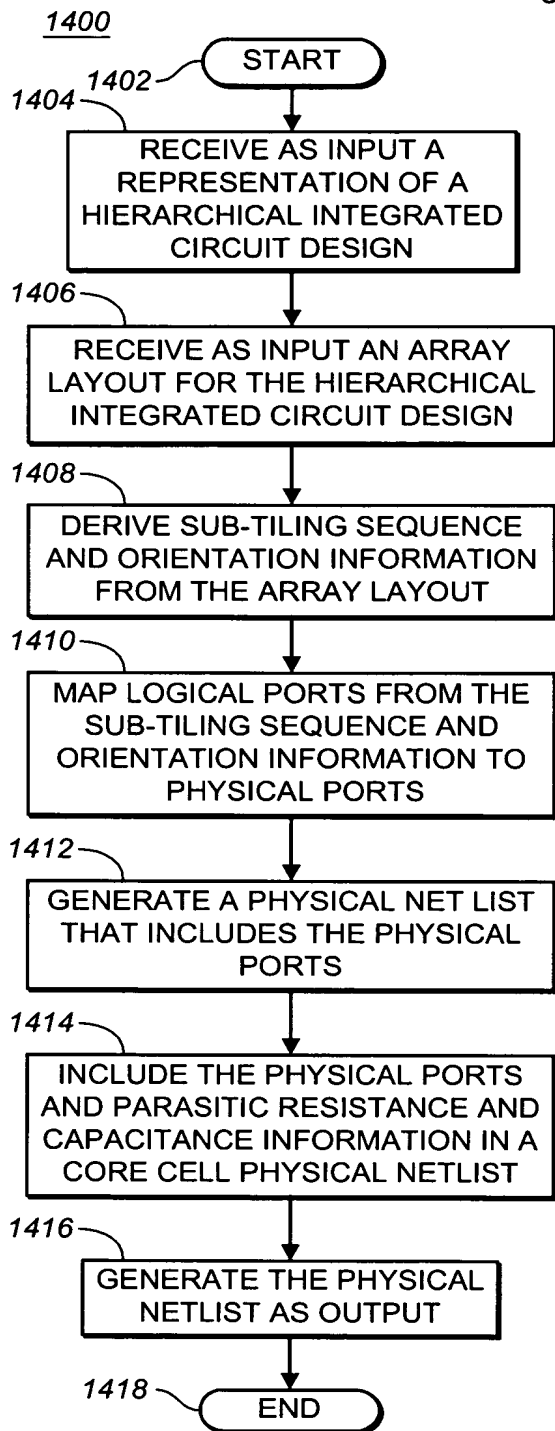 1400
1402
START
1404
RECEIVE AS INPUT A
REPRESENTATION OF A
HIERARCHICAL INTEGRATED
CIRCUIT DESIGN
1406
RECEIVE AS INPUT AN ARRAY
LAYOUT FOR THE HIERARCHICAL
INTEGRATED CIRCUIT DESIGN
1408
DERIVE SUB-TILING SEQUENCE
AND ORIENTATION INFORMATION
FROM THE ARRAY LAYOUT
1410
MAP LOGICAL PORTS FROM THE
SUB-TILING SEQUENCE AND
ORIENTATION INFORMATION TO
PHYSICAL PORTS
1412
GENERATE A PHYSICAL NET LIST
THAT INCLUDES THE PHYSICAL
PORTS
1414
INCLUDE THE PHYSICAL PORTS
AND PARASITIC RESISTANCE AND
CAPACITANCE INFORMATION IN A
CORE CELL PHYSICAL NETLIST
1416
GENERATE THE PHYSICAL
NETLIST AS OUTPUT
1418
END